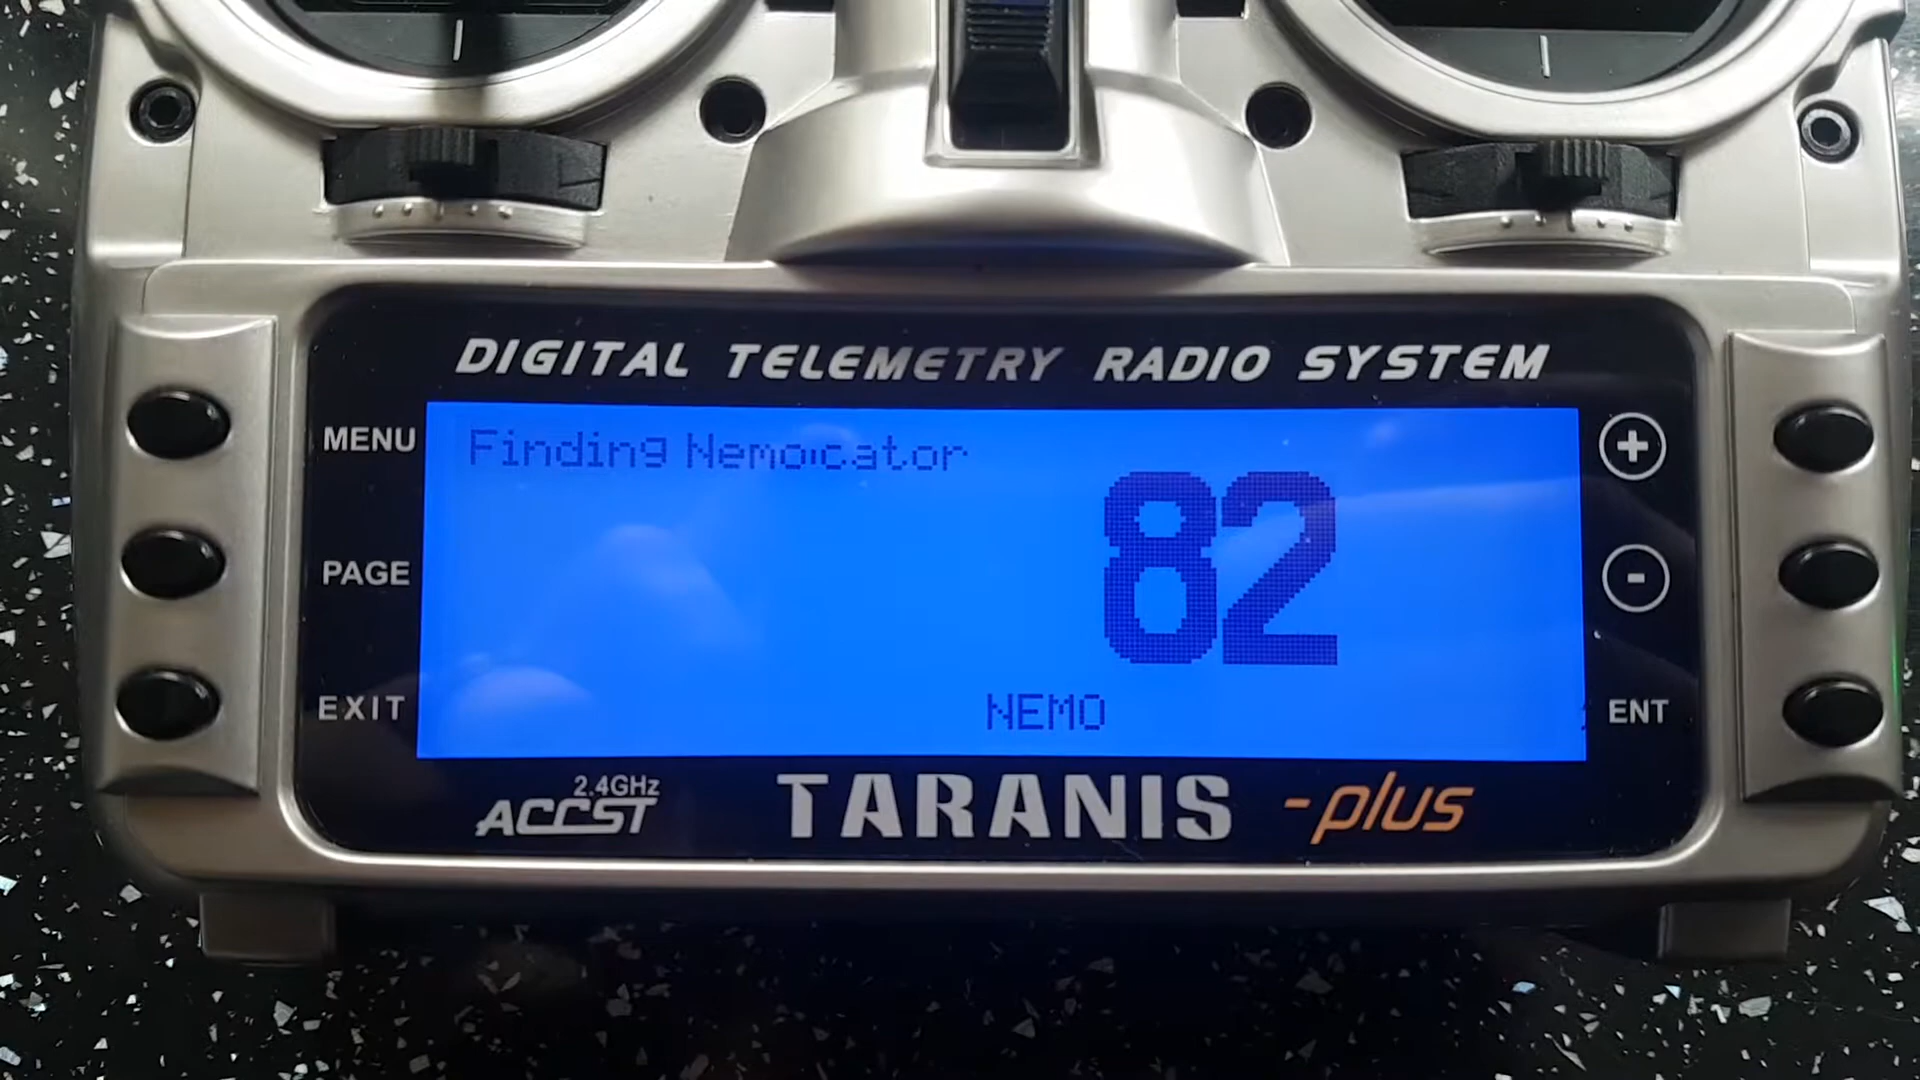 DIGITAL TELEMETRY RADIO SYSTEM
MENU
PAGE
EXIT
Finding Nemocator
82
NEMO
+
-
ENT
2.4GHz
ACCST
TARANIS -plus